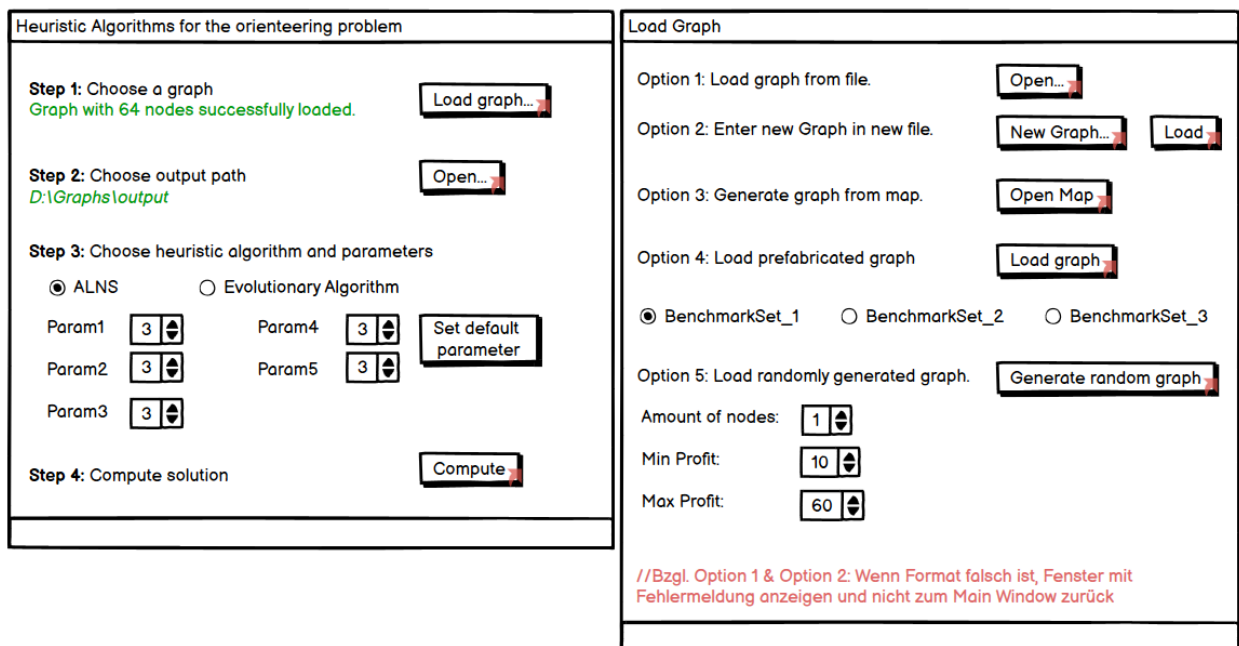 Heuristic Algorithms for the orienteering problem
Step 1: Choose a graph
Graph with 64 nodes successfully loaded.
Load graph...
Step 2: Choose output path
D:\Graphs\output
Open...
Step 3: Choose heuristic algorithm and parameters
ALNS
Evolutionary Algorithm
Param1 3
Param4 3
Set default
parameter
Param2 3
Param5 3
Param3 3
Step 4: Compute solution
Compute
Load Graph
Option 1: Load graph from file.
Open...
Option 2: Enter new Graph in new file.
New Graph...
Load
Option 3: Generate graph from map.
Open Map
Option 4: Load prefabricated graph
Load graph
BenchmarkSet_1
BenchmarkSet_2
BenchmarkSet_3
Option 5: Load randomly generated graph.
Generate random graph
Amount of nodes: 1
Min Profit: 10
Max Profit: 60
//Bzgl. Option 1 & Option 2: Wenn Format falsch ist, Fenster mit
Fehlermeldung anzeigen und nicht zum Main Window zurück